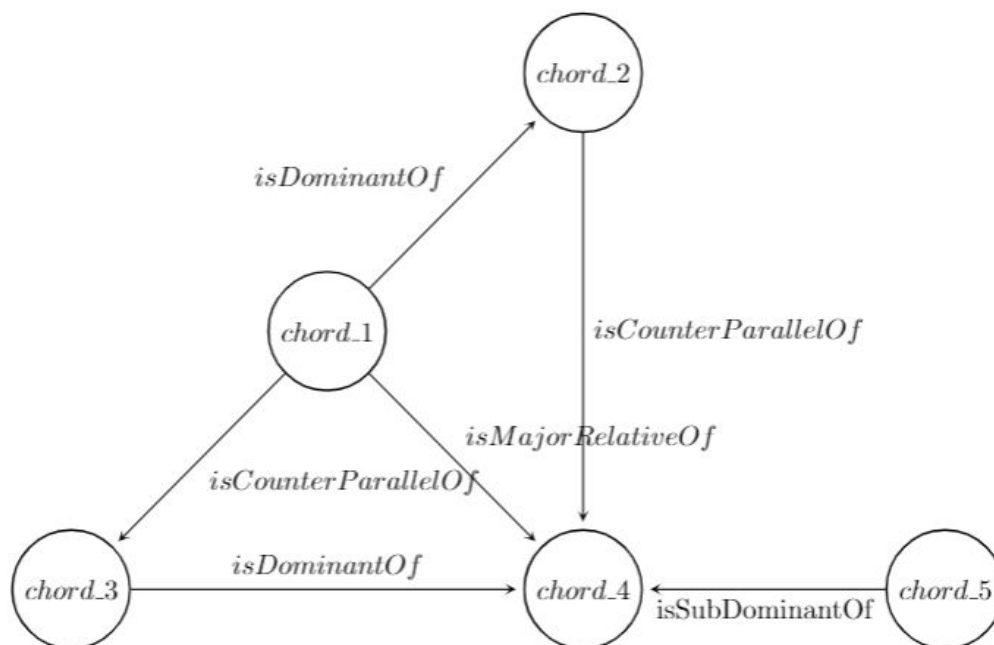 chord_2
isDominantOf
chord_1
isCounterParallelOf
isMajorRelativeOf
isCounterParallelOf
isDominantOf
chord_3
chord_4
chord_5
isSubDominantOf